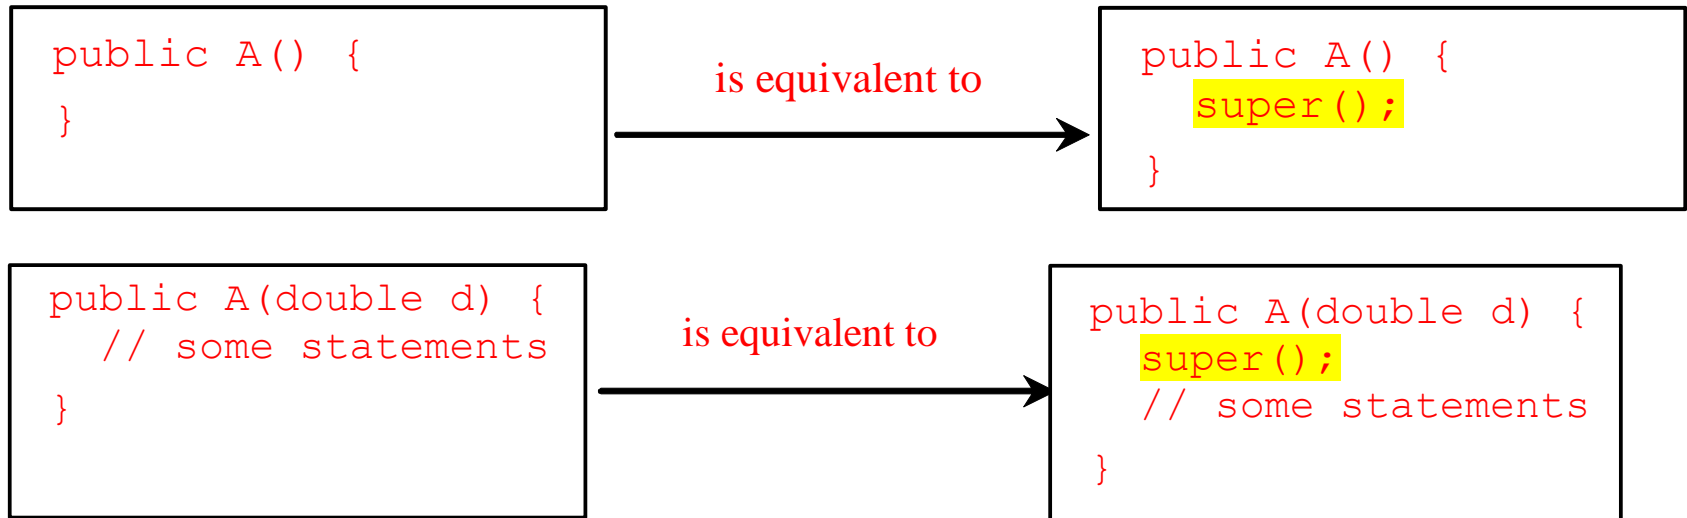 public A() {
}
is equivalent to
public A() {
super();
}
public A(double d) {
// some statements
}
is equivalent to
public A(double d) {
super();
// some statements
}